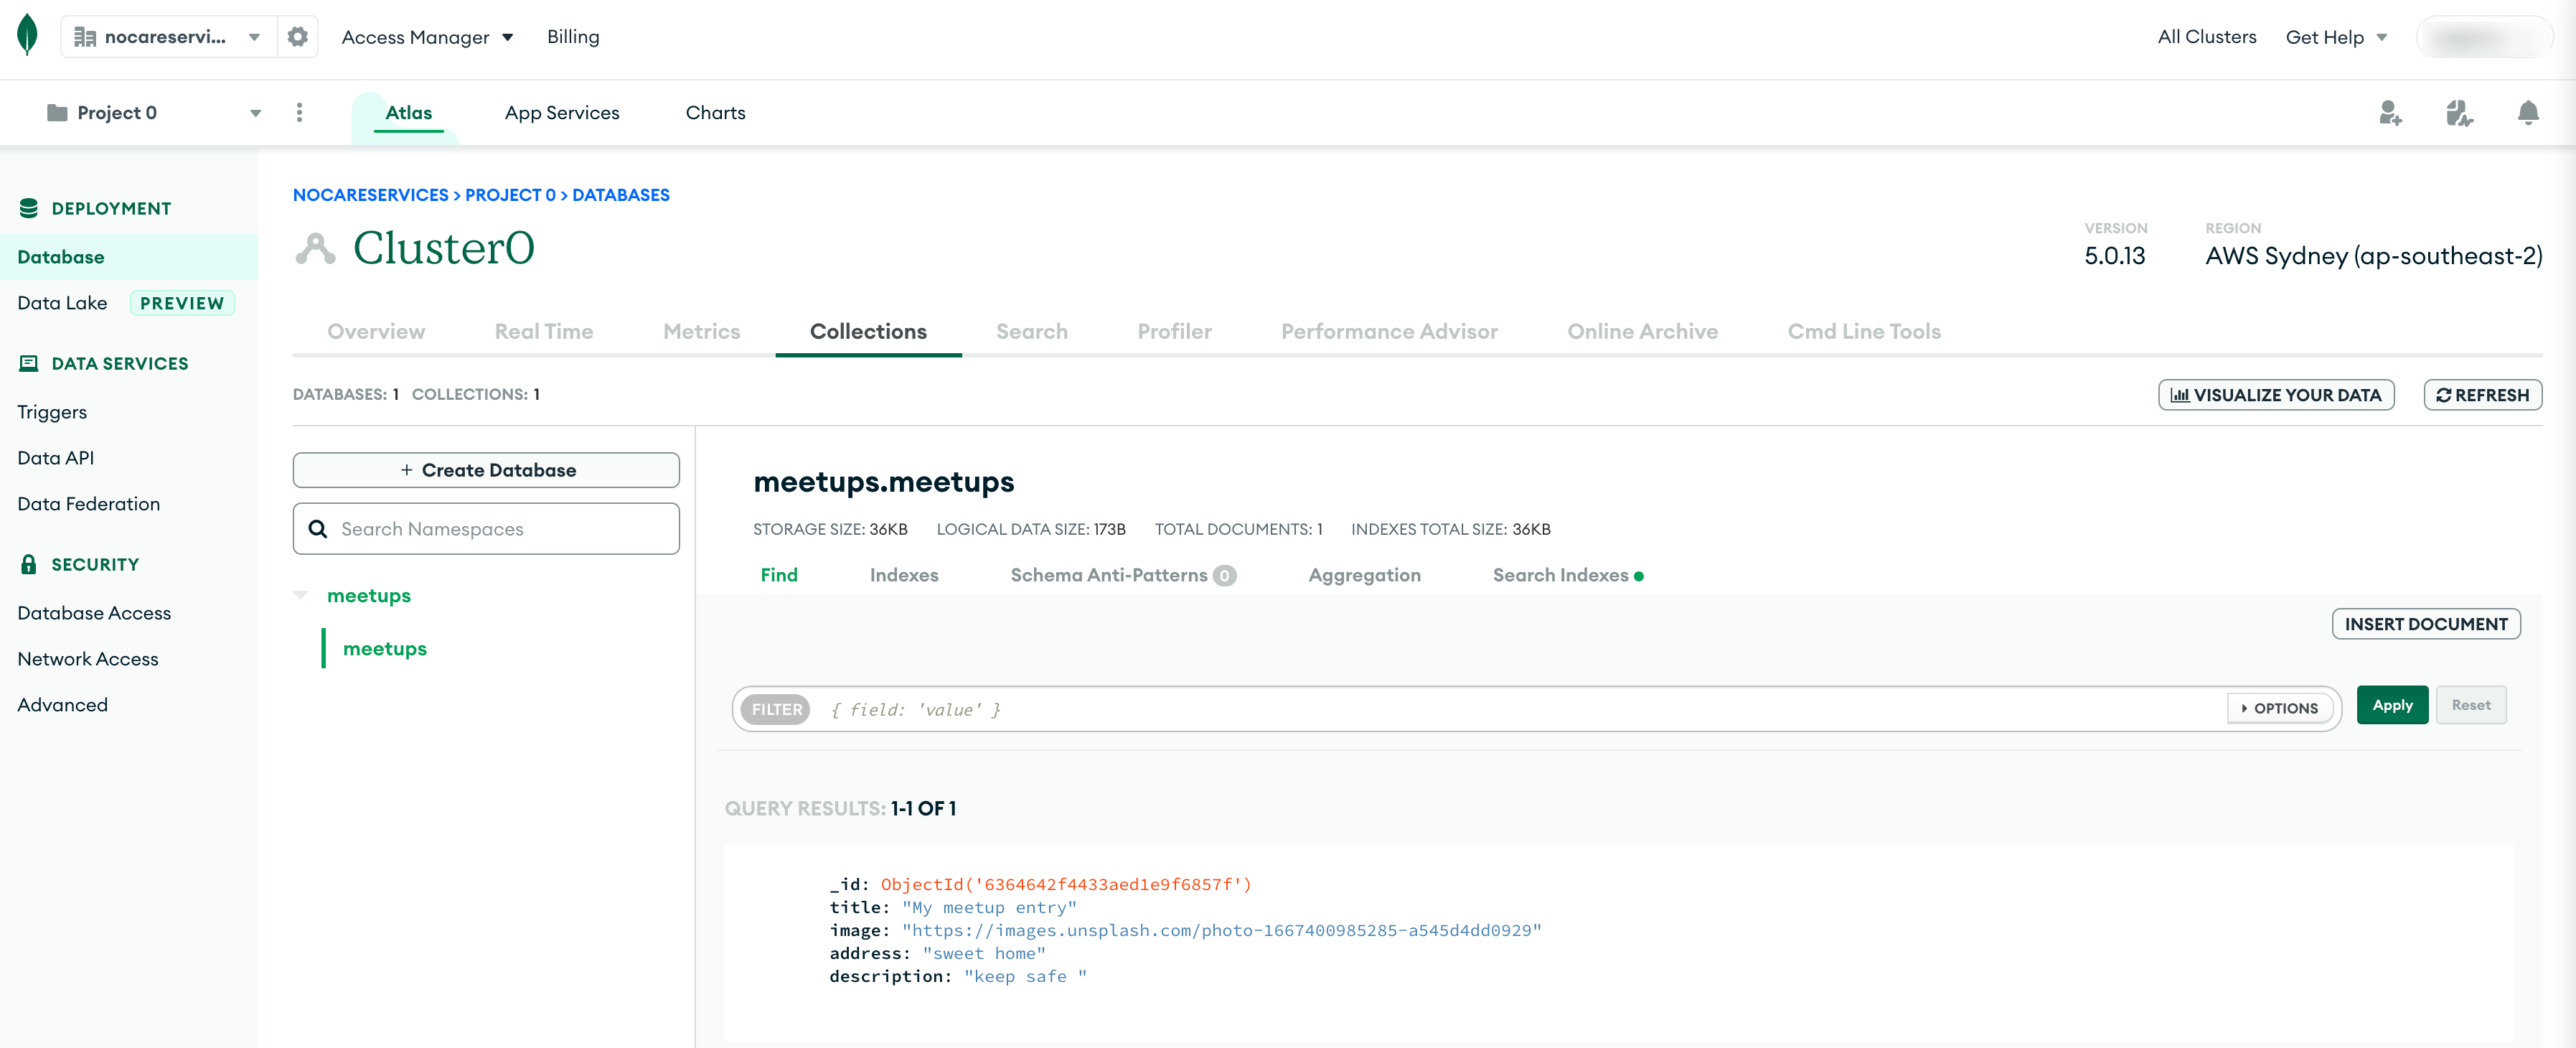 nocareservi...
Access Manager
Billing
All Clusters
Get Help
Project 0
Atlas
App Services
Charts
DEPLOYMENT
Database
Data Lake PREVIEW
DATA SERVICES
Triggers
Data API
Data Federation
SECURITY
Database Access
Network Access
Advanced
NOCARESERVICES > PROJECT 0 > DATABASES
Cluster0
VERSION
5.0.13
REGION
AWS Sydney (ap-southeast-2)
Overview
Real Time
Metrics
Collections
Search
Profiler
Performance Advisor
Online Archive
Cmd Line Tools
DATABASES: 1 COLLECTIONS: 1
VISUALIZE YOUR DATA
REFRESH
+ Create Database
Search Namespaces
meetups
meetups
meetups.meetups
STORAGE SIZE: 36KB LOGICAL DATA SIZE: 173B TOTAL DOCUMENTS: 1 INDEXES TOTAL SIZE: 36KB
Find
Indexes
Schema Anti-Patterns 0
Aggregation
Search Indexes
INSERT DOCUMENT
FILTER { field: 'value' }
OPTIONS
Apply
Reset
QUERY RESULTS: 1-1 OF 1
_id: ObjectId('6364642f4433aed1e9f6857f')
title: "My meetup entry"
image: "https://images.unsplash.com/photo-1667400985285-a545d4dd0929"
address: "sweet home"
description: "keep safe "